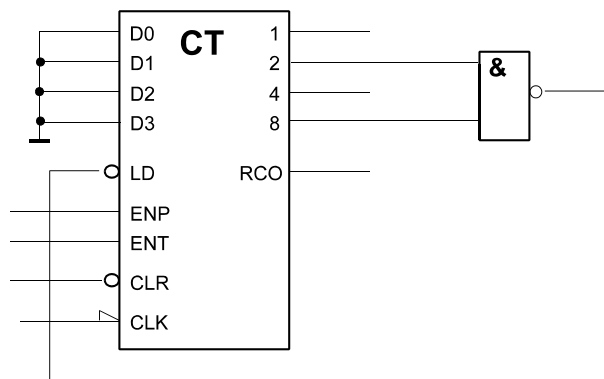 D0 CT 1
D1 2 &
D2 4
D3 8
LD RCO
ENP
ENT
CLR
CLK